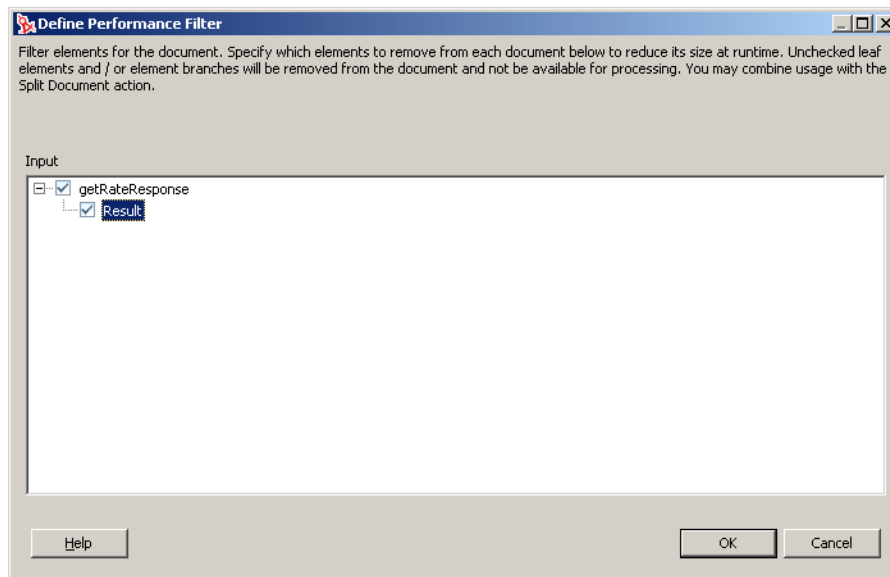 Define Performance Filter
Filter elements for the document. Specify which elements to remove from each document below to reduce its size at runtime. Unchecked leaf
elements and / or element branches will be removed from the document and not be available for processing. You may combine usage with the
Split Document action.
Input
getRateResponse
Result
Help
OK
Cancel